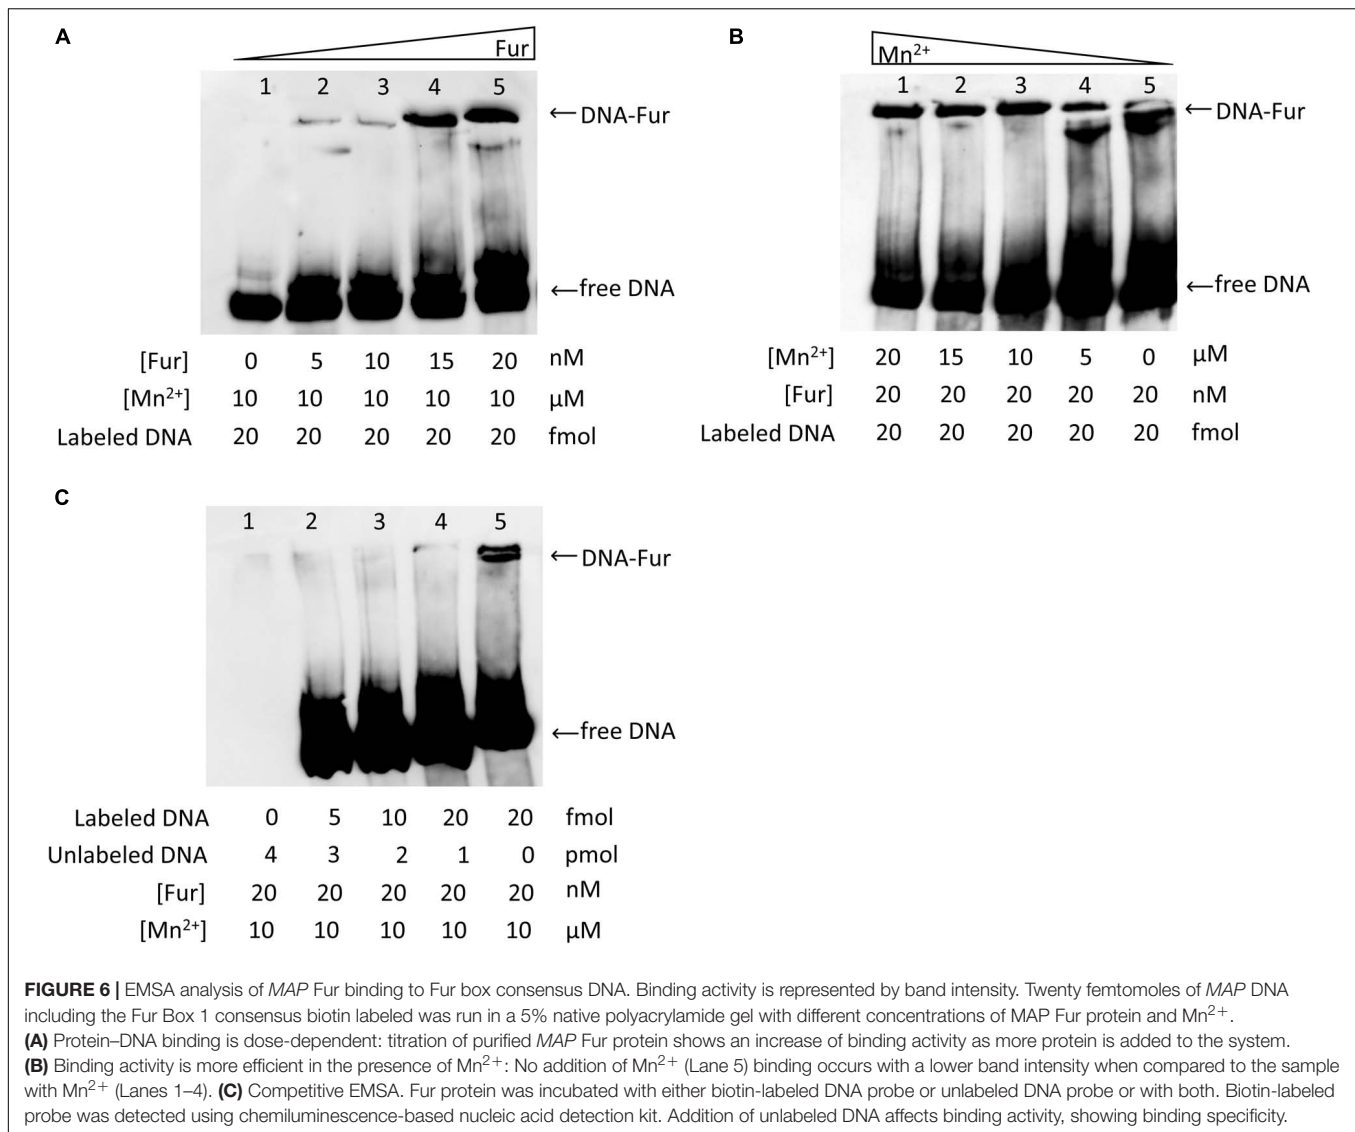 A
Fur
1 2 3 4 5
←DNA-Fur
←free DNA
[Fur] 0 5 10 15 20 nM
[Mn2+] 10 10 10 10 10 µM
Labeled DNA 20 20 20 20 20 fmol
B
Mn2+
1 2 3 4 5
←DNA-Fur
←free DNA
[Mn2+] 20 15 10 5 0 µM
[Fur] 20 20 20 20 20 nM
Labeled DNA 20 20 20 20 20 fmol
C
1 2 3 4 5
←DNA-Fur
←free DNA
Labeled DNA 0 5 10 20 20 fmol
Unlabeled DNA 4 3 2 1 0 pmol
[Fur] 20 20 20 20 20 nM
[Mn2+] 10 10 10 10 10 µM
FIGURE 6 | EMSA analysis of MAP Fur binding to Fur box consensus DNA. Binding activity is represented by band intensity. Twenty femtomoles of MAP DNA
including the Fur Box 1 consensus biotin labeled was run in a 5% native polyacrylamide gel with different concentrations of MAP Fur protein and Mn2+.
(A) Protein–DNA binding is dose-dependent: titration of purified MAP Fur protein shows an increase of binding activity as more protein is added to the system.
(B) Binding activity is more efficient in the presence of Mn2+: No addition of Mn2+ (Lane 5) binding occurs with a lower band intensity when compared to the sample
with Mn2+ (Lanes 1–4). (C) Competitive EMSA. Fur protein was incubated with either biotin-labeled DNA probe or unlabeled DNA probe or with both. Biotin-labeled
probe was detected using chemiluminescence-based nucleic acid detection kit. Addition of unlabeled DNA affects binding activity, showing binding specificity.